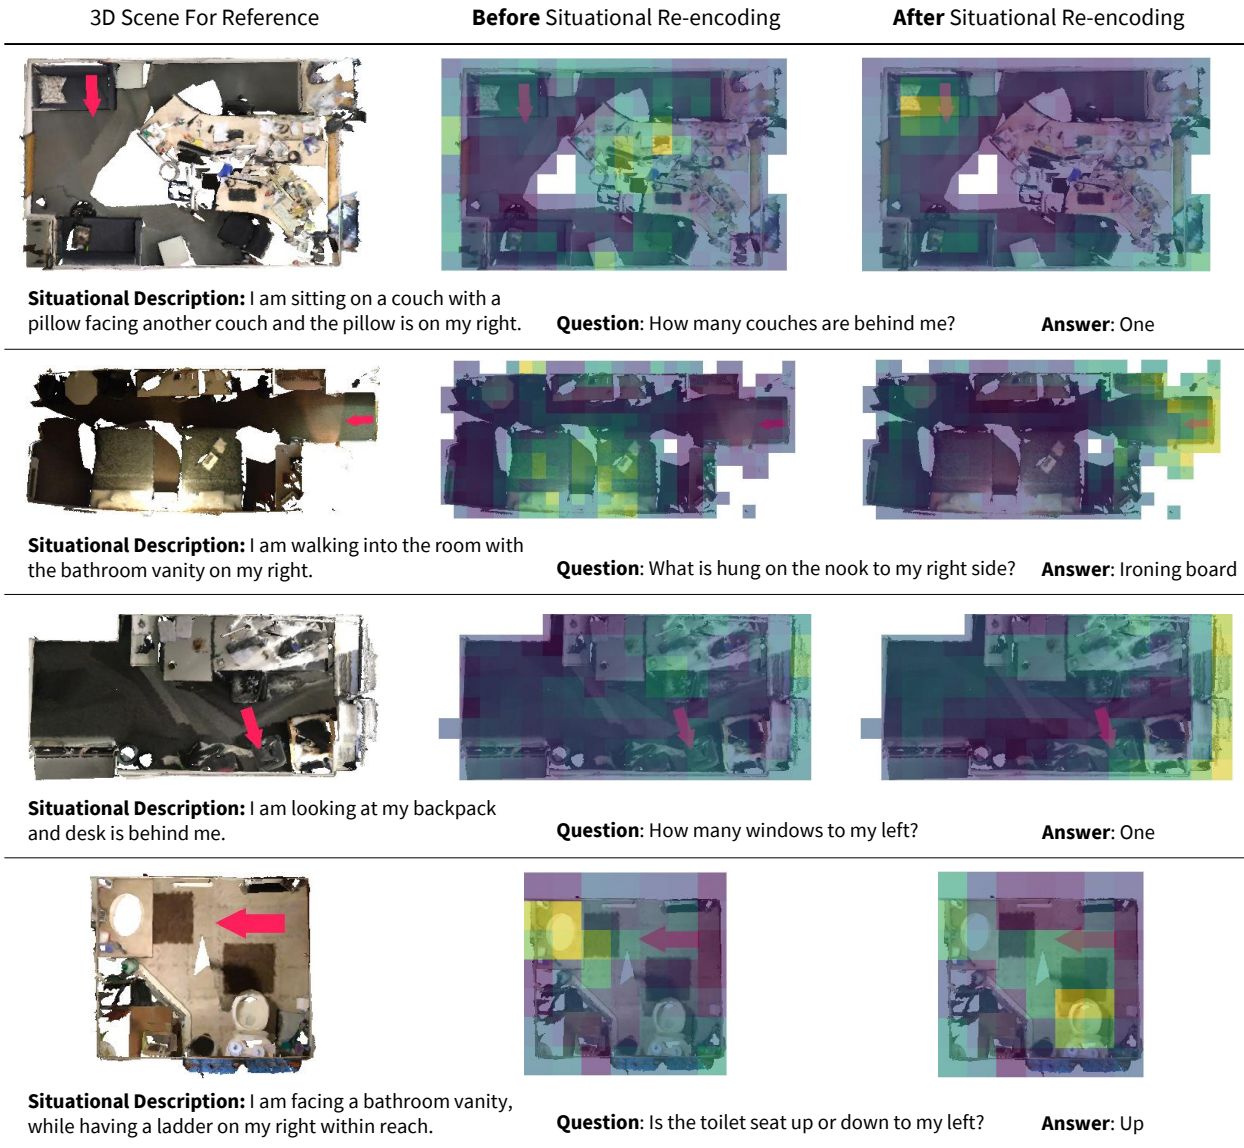 3D Scene For Reference
Before Situational Re-encoding
After Situational Re-encoding
Situational Description: I am sitting on a couch with a
pillow facing another couch and the pillow is on my right.
Question: How many couches are behind me?
Answer: One
Situational Description: I am walking into the room with
the bathroom vanity on my right.
Question: What is hung on the nook to my right side?
Answer: Ironing board
Situational Description: I am looking at my backpack
and desk is behind me.
Question: How many windows to my left?
Answer: One
Situational Description: I am facing a bathroom vanity,
while having a ladder on my right within reach.
Question: Is the toilet seat up or down to my left?
Answer: Up